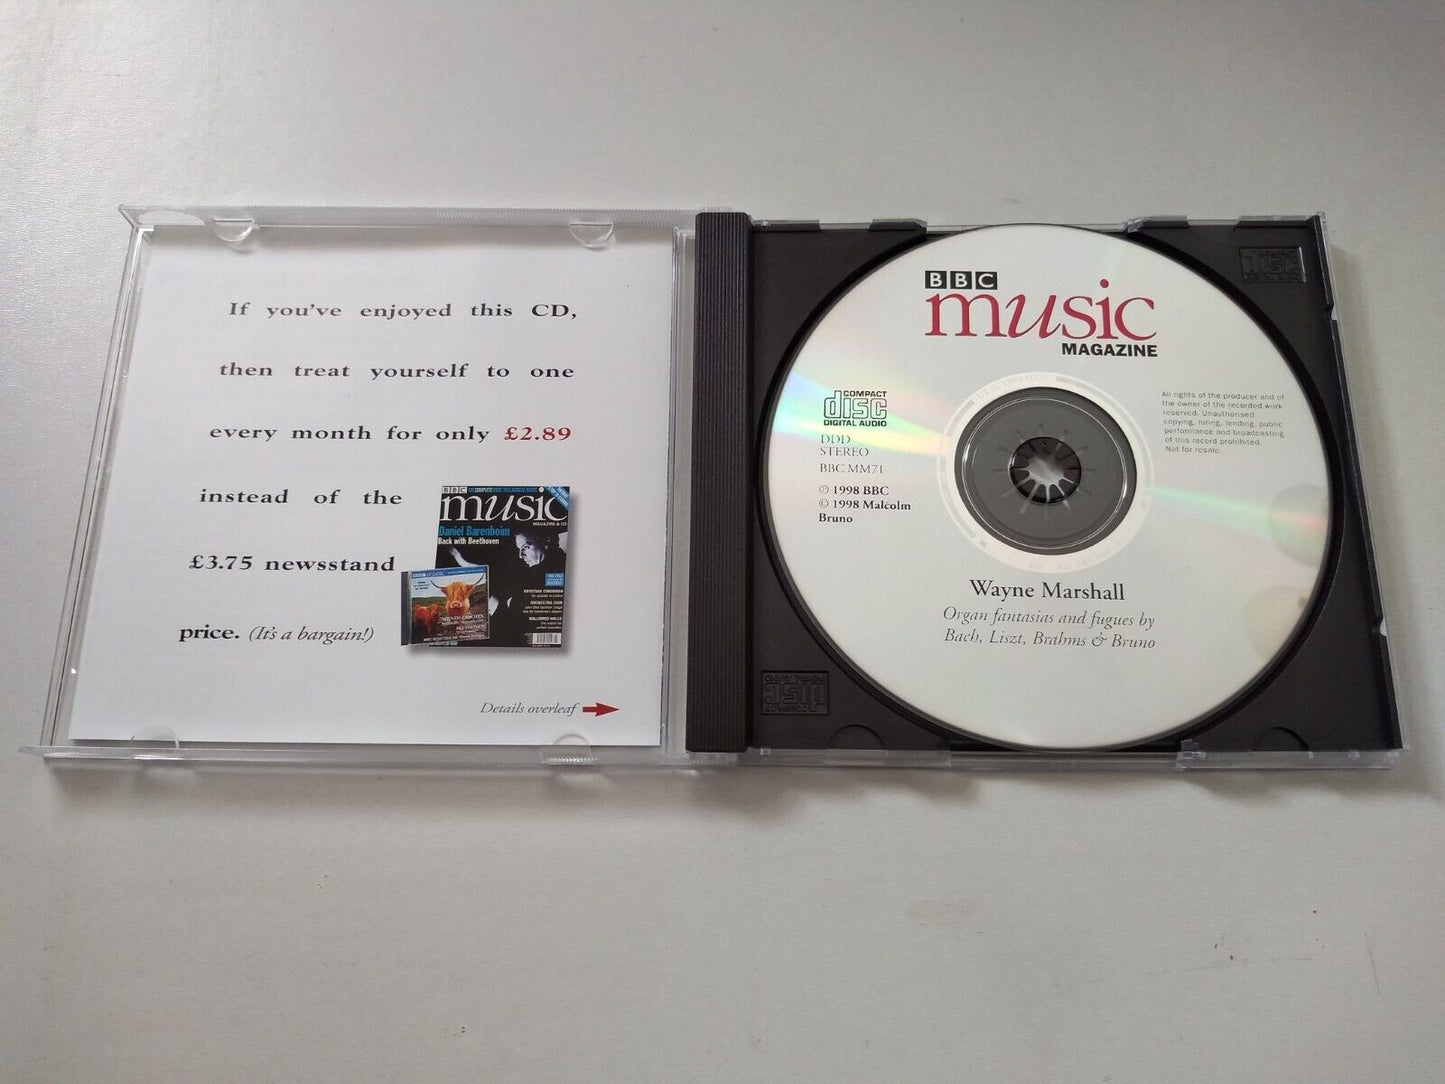 If you've enjoyed this CD,
then treat yourself to one
every month for only £2.89
instead of the
£3.75 newsstand
price. (It's a bargain!)
Details overleaf
BBC
music
MAGAZINE & CD
Daniel Barenboim
Back with Beethoven
BBC
music
MAGAZINE
COMPACT
disc
DIGITAL AUDIO
DDD
STEREO
BBC MM71
℗ 1998 BBC
© 1998 Malcolm
Bruno
All rights of the producer and of
the owner of the recorded work
reserved. Unauthorised
copying, hiring, lending, public
performance and broadcasting
of this record prohibited.
Not for resale.
Wayne Marshall
Organ fantasias and fugues by
Bach, Liszt, Brahms & Bruno